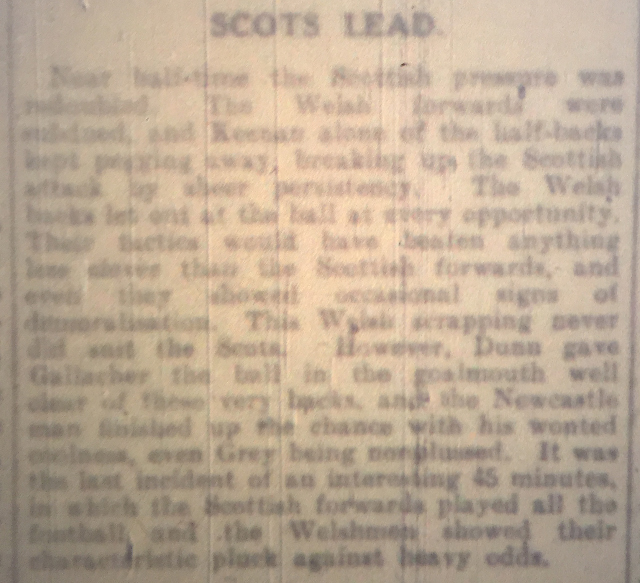 SCOTS LEAD.
Near half-time the Scottish pressure was
redoubled. The Welsh forwards were
subdued, and Keenan alone of the half-backs
kept pegging away, breaking up the Scottish
attack by sheer persistency. The Welsh
backs let out at the ball at every opportunity.
Their tactics would have beaten anything
less clever than the Scottish forwards, and
even they showed occasional signs of
demoralisation. This Welsh scrapping never
did suit the Scots. However, Dunn gave
Gallacher the ball in the goalmouth well
clear of these very backs, and the Newcastle
man finished up the chance with his wonted
coolness, even Grey being nonplussed. It was
the last incident of an interesting 45 minutes,
in which the Scottish forwards played all the
football and the Welshmen showed their
characteristic pluck against heavy odds.